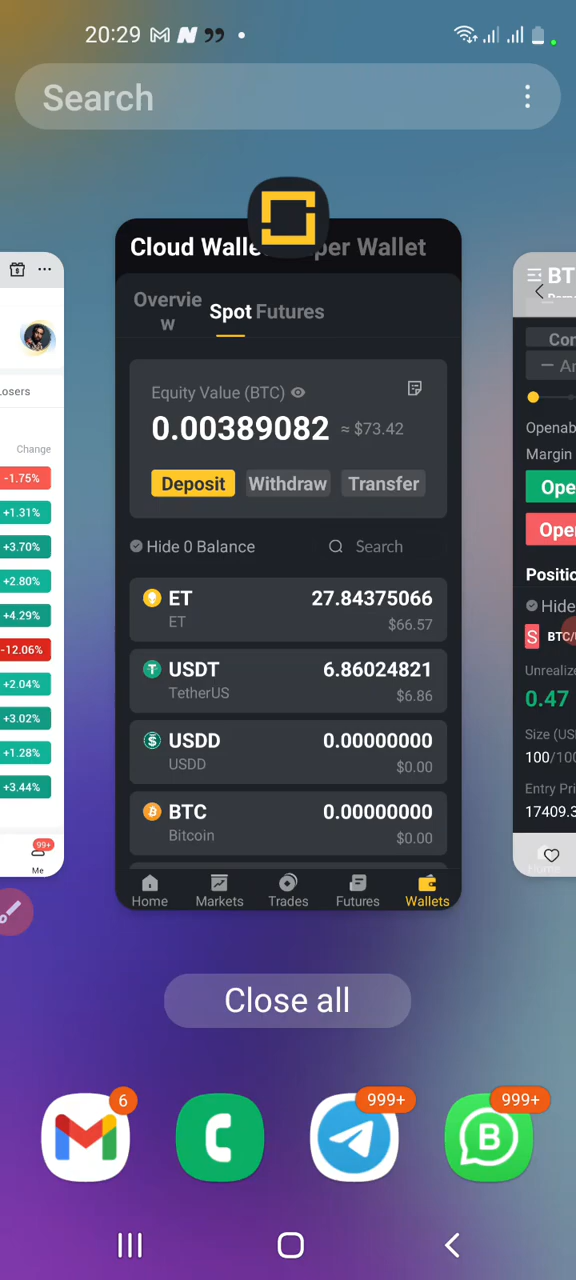 20:29
Search
Cloud Walle per Wallet
Overvie
w
Spot Futures
Equity Value (BTC)
0.00389082 ≈ $73.42
Deposit Withdraw Transfer
Hide 0 Balance Search
ET 27.84375066
ET $66.57
USDT 6.86024821
TetherUS $6.86
USDD 0.00000000
USDD $0.00
BTC 0.00000000
Bitcoin $0.00
Home Markets Trades Futures Wallets
Losers
Change
-1.75%
+1.31%
+3.70%
+2.80%
+4.29%
-12.06%
+2.04%
+3.02%
+1.28%
+3.44%
99+
Me
BT
Con
Openab
Margin
Ope
Ope
Positio
Hide
S BTC/
Unrealize
0.47
Size (US
100/100
Entry Pri
17409.3
Close all
6
999+
999+
B